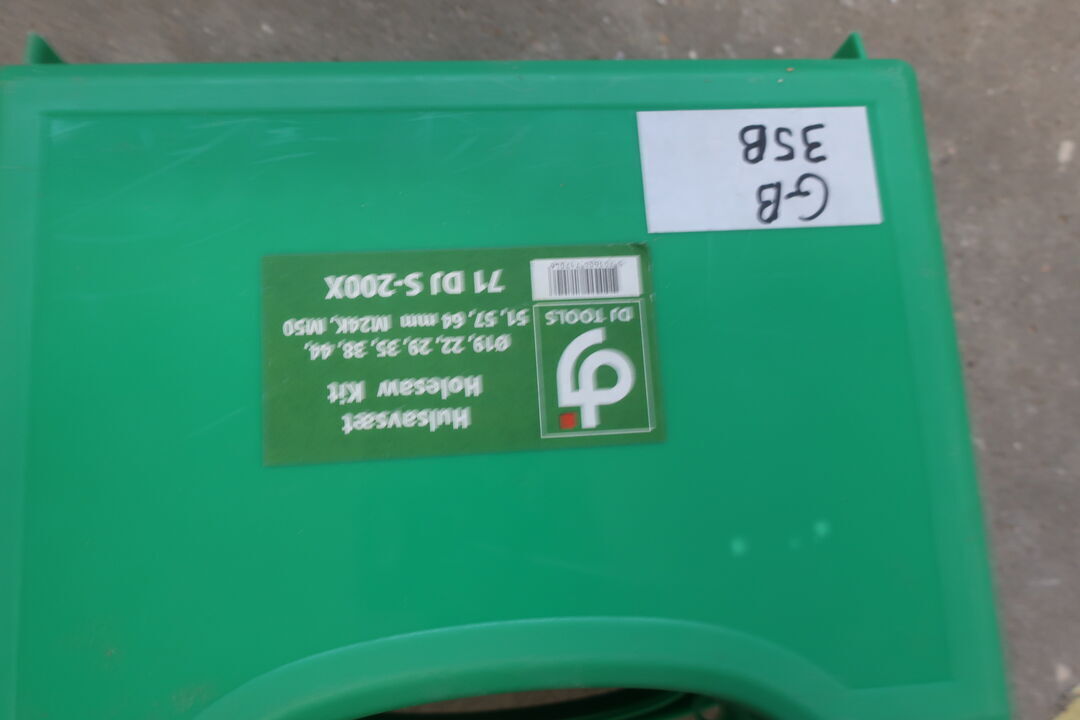 GB
35B
Hulsavsæt
Holesaw Kit
Ø19, 22, 29, 35, 38, 44,
51, 57, 64 mm M24K, M50
71 DJ S-200X
DJ TOOLS